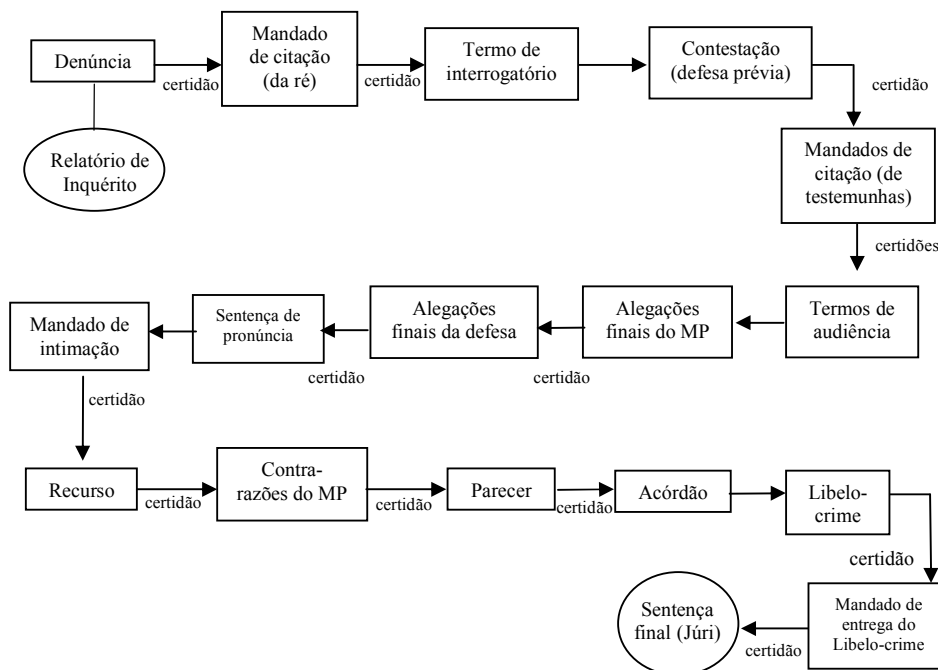 Denúncia
certidão
Mandado
de citação
(da ré)
certidão
Termo de
interrogatório
Contestação
(defesa prévia)
certidão
Relatório de
Inquérito
Mandados de
citação (de
testemunhas)
certidões
Mandado de
intimação
Sentença de
pronúncia
Alegações
finais da defesa
Alegações
finais do MP
Termos de
audiência
certidão
certidão
certidão
Recurso
certidão
Contra-
razões do MP
certidão
Parecer
certidão
Acórdão
Libelo-
crime
certidão
Sentença
final (Júri)
certidão
Mandado de
entrega do
Libelo-crime